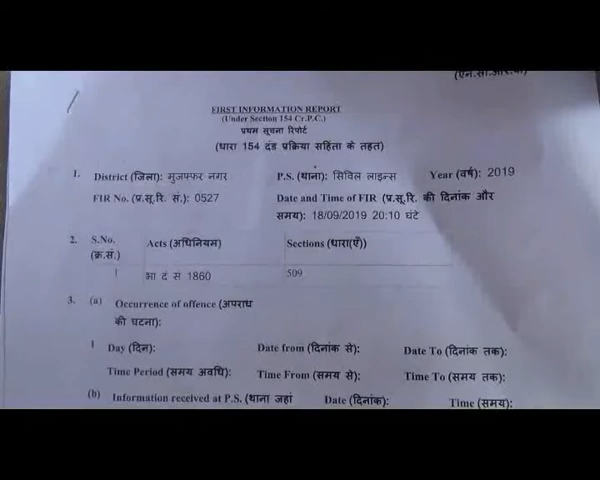 (एन.सी.आर.बी)
FIRST INFORMATION REPORT
(Under Section 154 Cr.P.C.)
प्रथम सूचना रिपोर्ट
(धारा 154 दंड प्रक्रिया सहिंता के तहत)
1. District (जिला): मुजफ्फर नगर P.S. (थाना): सिविल लाइन्स Year (वर्ष): 2019
FIR No. (प्र.सू.रि. सं.): 0527 Date and Time of FIR (प्र.सू.रि. की दिनांक और
समय): 18/09/2019 20:10 घंटे
2. S.No. Acts (अधिनियम) Sections (धारा(एँ))
(क्र.सं.)
1 भा दं सं 1860 509
3. (a) Occurrence of offence (अपराध
की घटना):
1 Day (दिन): Date from (दिनांक से): Date To (दिनांक तक):
Time Period (समय अवधि): Time From (समय से): Time To (समय तक):
(b) Information received at P.S. (थाना जहां Date (दिनांक): Time (समय):